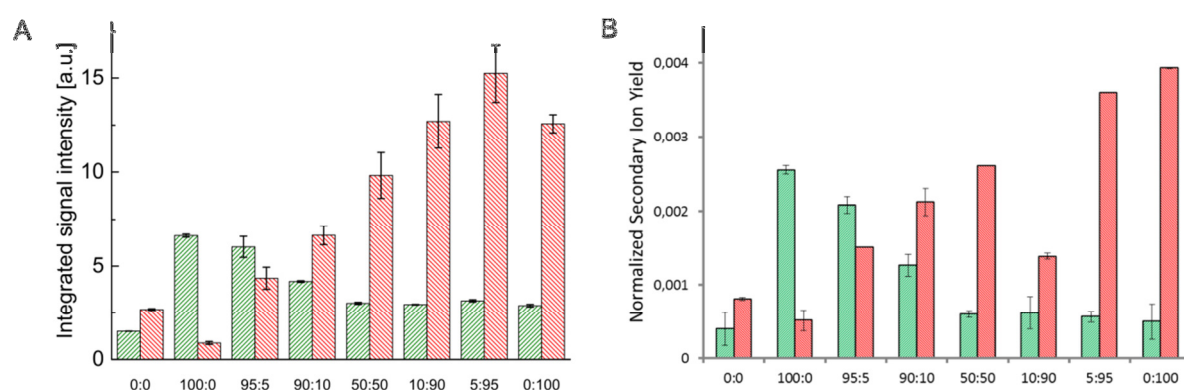 A
Integrated signal intensity [a.u.]
15
10
5
0
0:0 100:0 95:5 90:10 50:50 10:90 5:95 0:100
B
Normalized Secondary Ion Yield
0,004
0,003
0,002
0,001
0
0:0 100:0 95:5 90:10 50:50 10:90 5:95 0:100